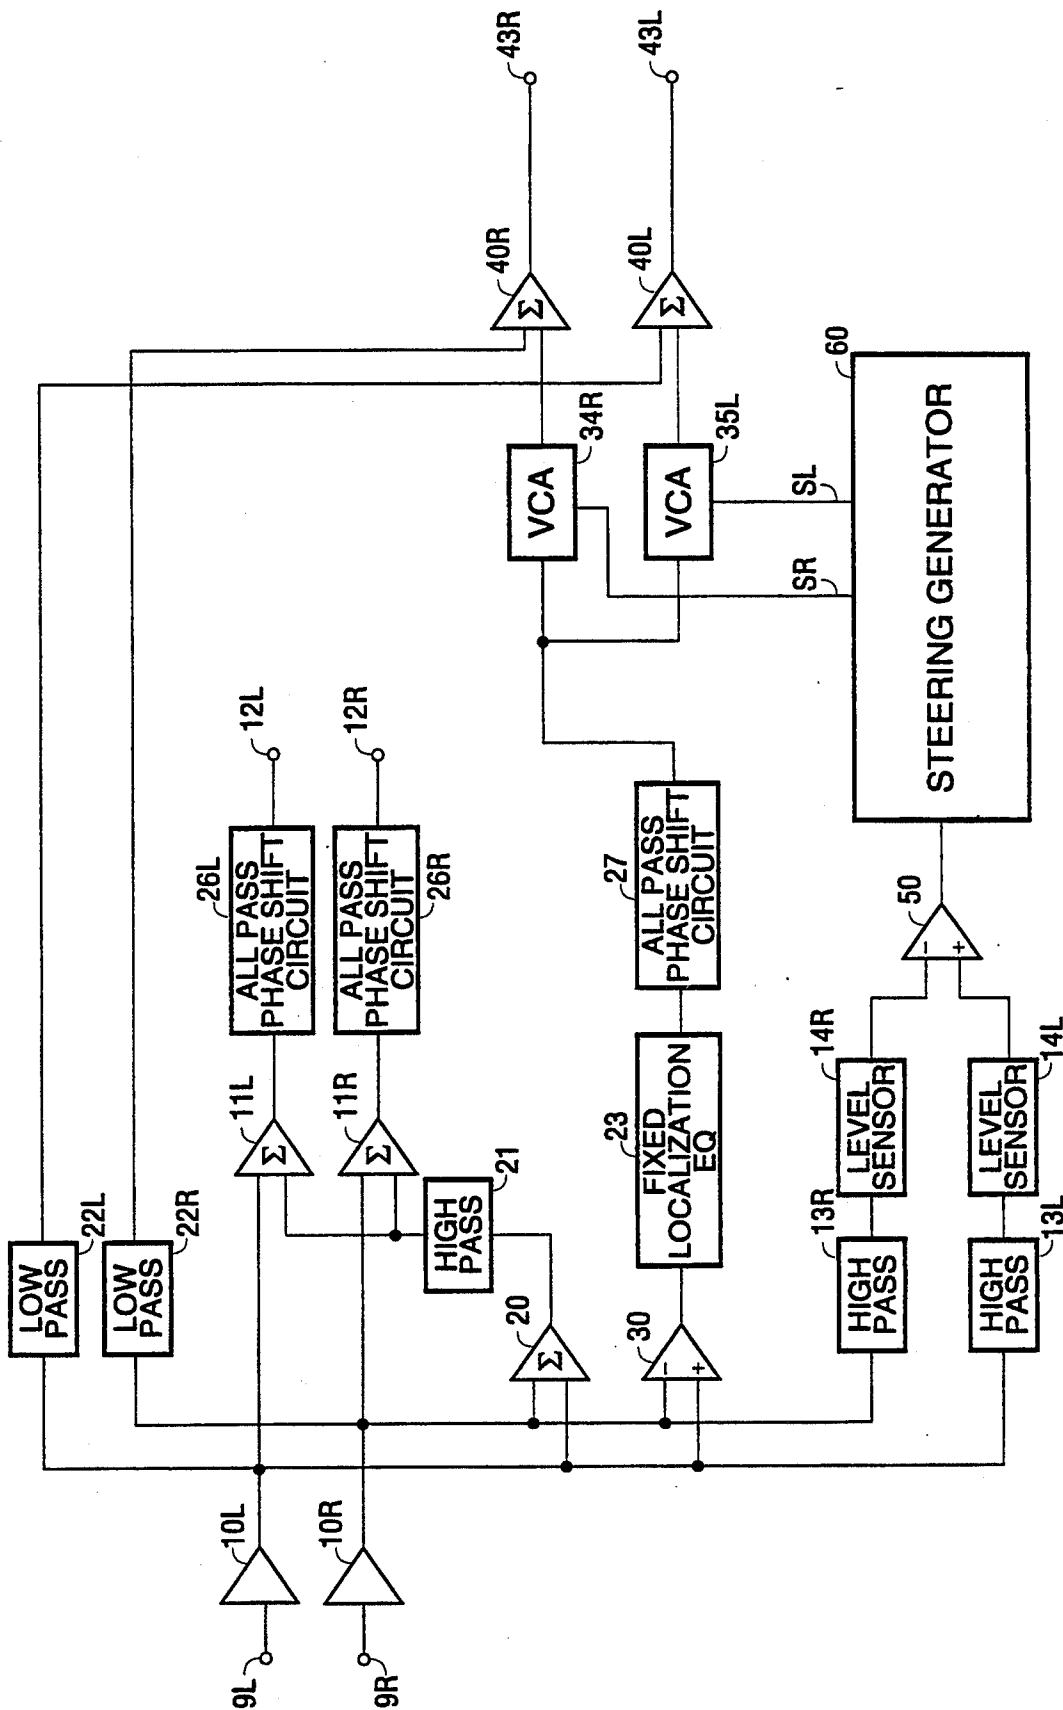 22L
LOW
PASS
22R
LOW
PASS
10L
9L
10R
9R
11L
Σ
11R
Σ
26L
ALL PASS
PHASE SHIFT
CIRCUIT
12L
26R
ALL PASS
PHASE SHIFT
CIRCUIT
12R
21
HIGH
PASS
20
Σ
30
-
+
23
FIXED
LOCALIZATION
EQ
27
ALL PASS
PHASE SHIFT
CIRCUIT
34R
VCA
35L
VCA
40R
Σ
43R
40L
Σ
43L
SR
SL
13R
HIGH
PASS
14R
LEVEL
SENSOR
13L
HIGH
PASS
14L
LEVEL
SENSOR
50
-
+
60
STEERING GENERATOR